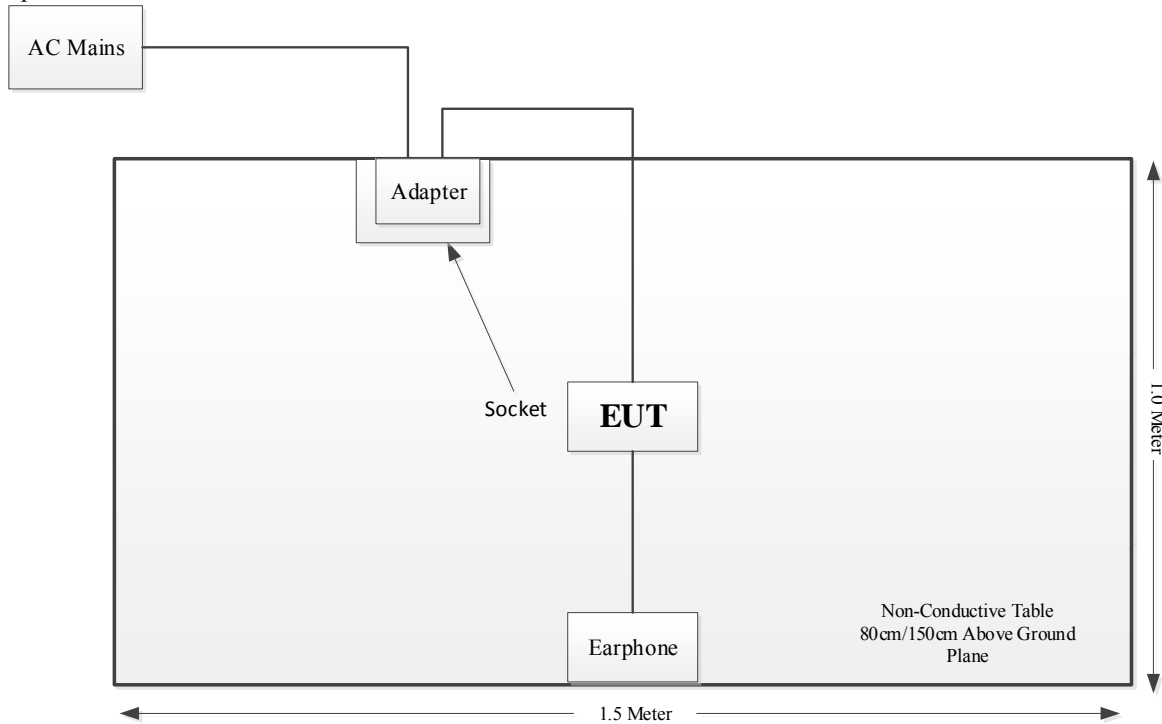 AC Mains
Adapter
Socket
EUT
1.0 Meter
Non-Conductive Table
80cm/150cm Above Ground
Plane
Earphone
1.5 Meter